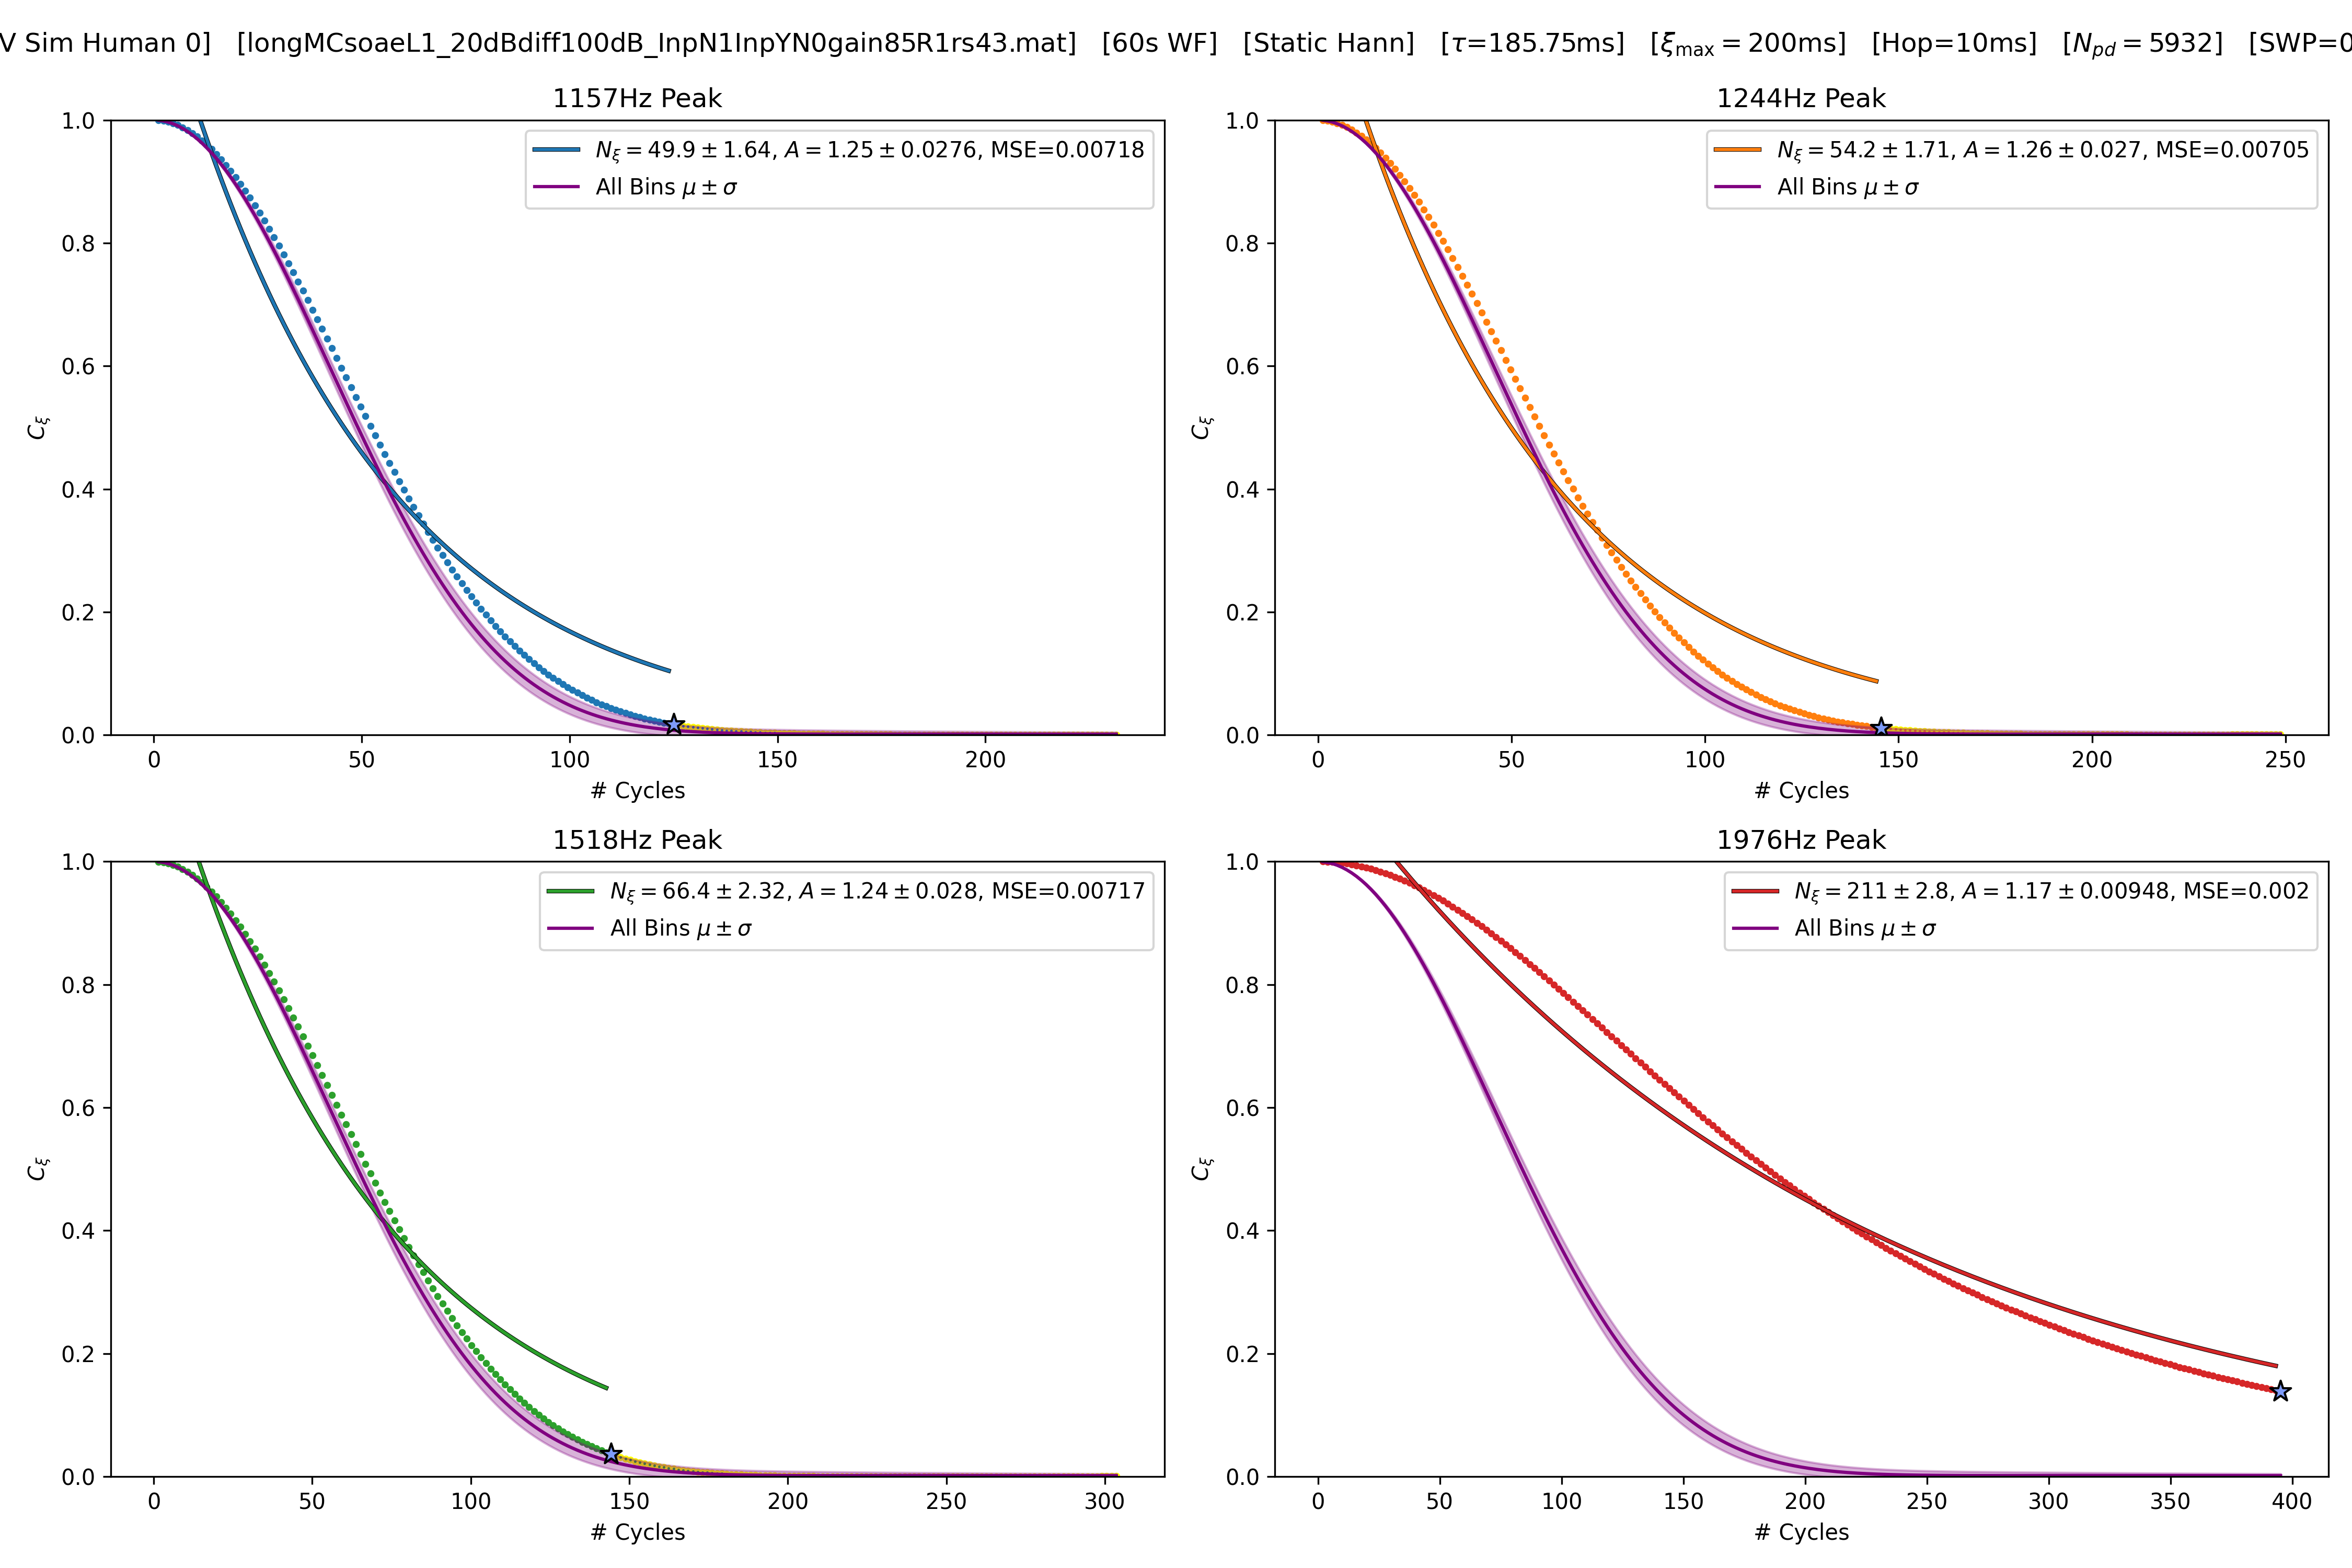 V Sim Human 0] [longMCsoaeL1_20dBdiff100dB_InpN1InpYN0gain85R1rs43.mat] [60s WF] [Static Hann] [τ=185.75ms] [ξmax = 200ms] [Hop=10ms] [Npd = 5932] [SWP=0
1157Hz Peak
1.0
0.8
0.6
0.4
0.2
0.0
Cξ
Nξ = 49.9 ± 1.64, A = 1.25 ± 0.0276, MSE=0.00718
All Bins μ ± σ
0 50 100 150 200
# Cycles
1244Hz Peak
1.0
0.8
0.6
0.4
0.2
0.0
Cξ
Nξ = 54.2 ± 1.71, A = 1.26 ± 0.027, MSE=0.00705
All Bins μ ± σ
0 50 100 150 200 250
# Cycles
1518Hz Peak
1.0
0.8
0.6
0.4
0.2
0.0
Cξ
Nξ = 66.4 ± 2.32, A = 1.24 ± 0.028, MSE=0.00717
All Bins μ ± σ
0 50 100 150 200 250 300
# Cycles
1976Hz Peak
1.0
0.8
0.6
0.4
0.2
0.0
Cξ
Nξ = 211 ± 2.8, A = 1.17 ± 0.00948, MSE=0.002
All Bins μ ± σ
0 50 100 150 200 250 300 350 400
# Cycles